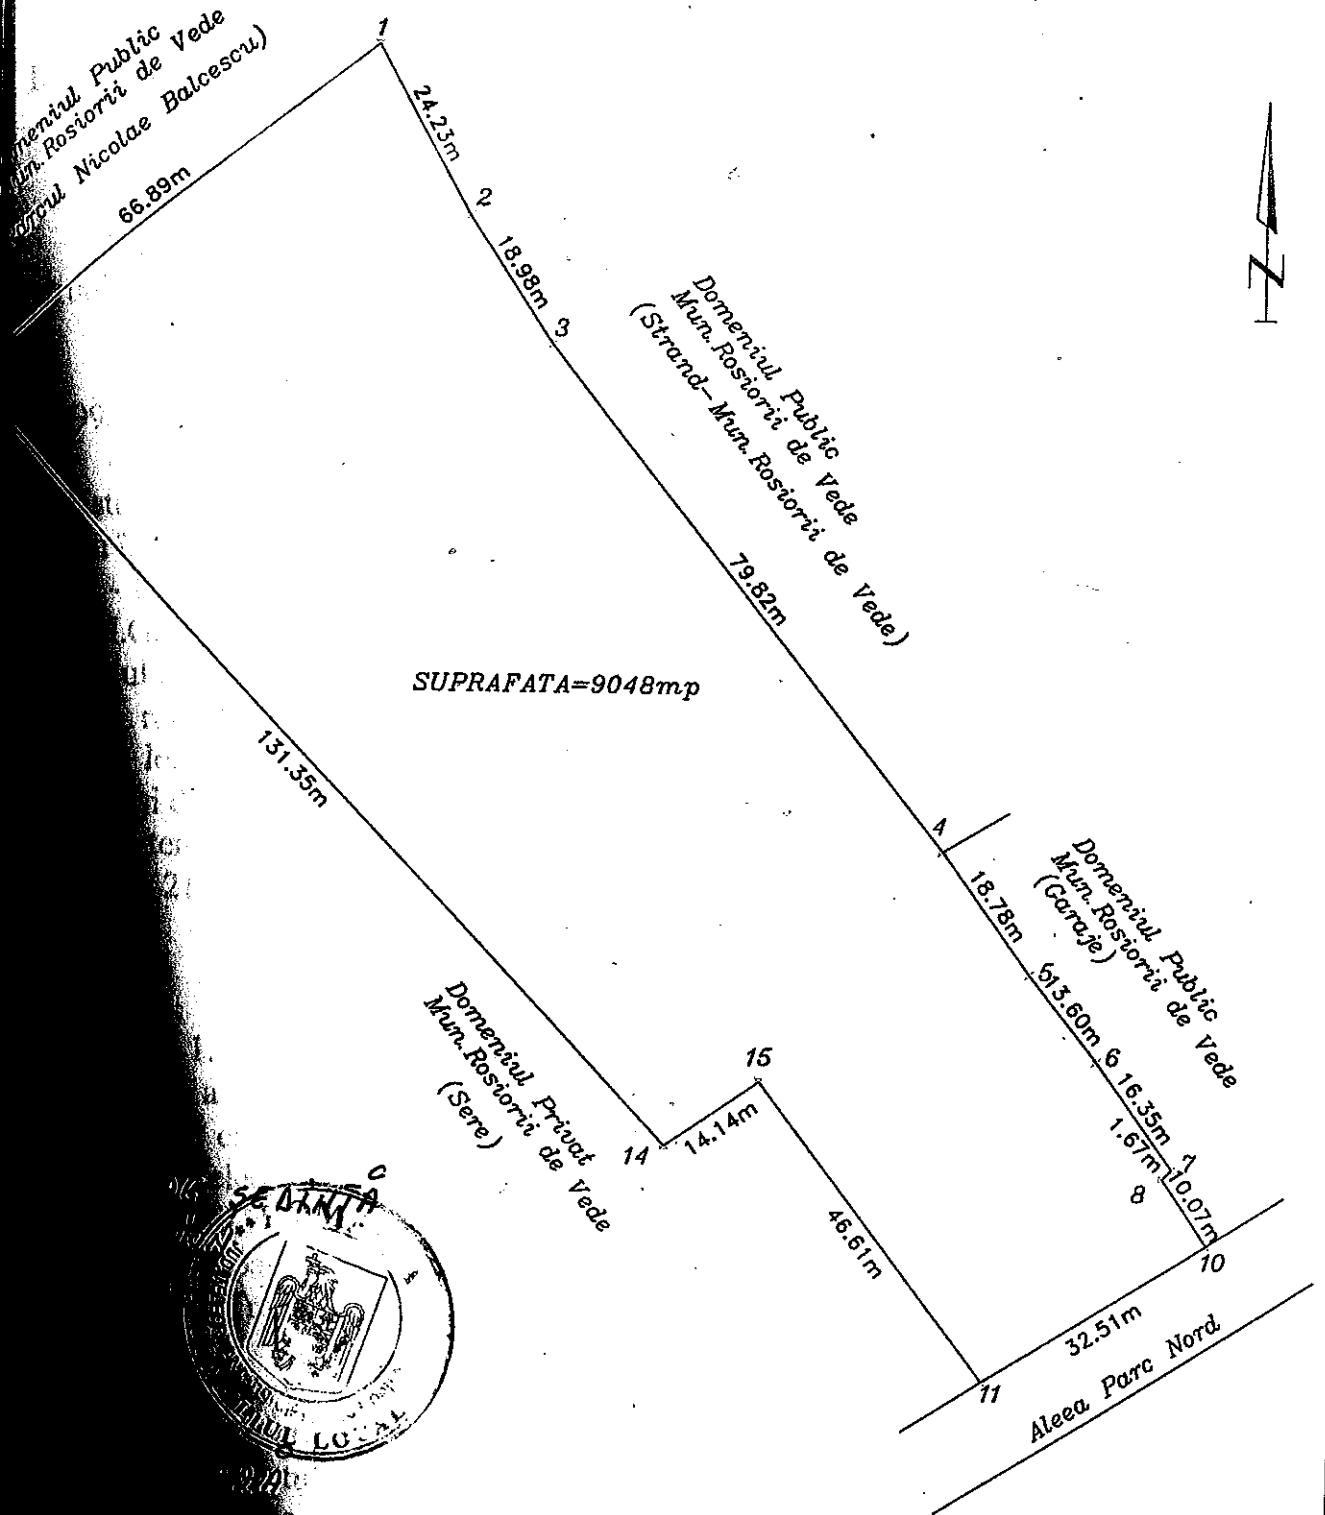 Public
Rosiorii de Vede
Nicolae Balcescu)
66.89m
1
24.23m
2
18.98m
3
Domeniul Public
Mun. Rosiorii de Vede
(Strand-Mun. Rosiorii de Vede)
N
79.82m
SUPRAFATA=9048mp
131.35m
4
18.78m
Domeniul Public
Mun. Rosiorii de Vede
(Garaje)
13.60m
6
16.35m
1.67m
7
8
10.07m
10
15
14.14m
14
Domeniul Privat
Mun. Rosiorii de Vede
(Sere)
46.61m
32.51m
11
Aleea Parc Nord
SEDINTA
LOCAL